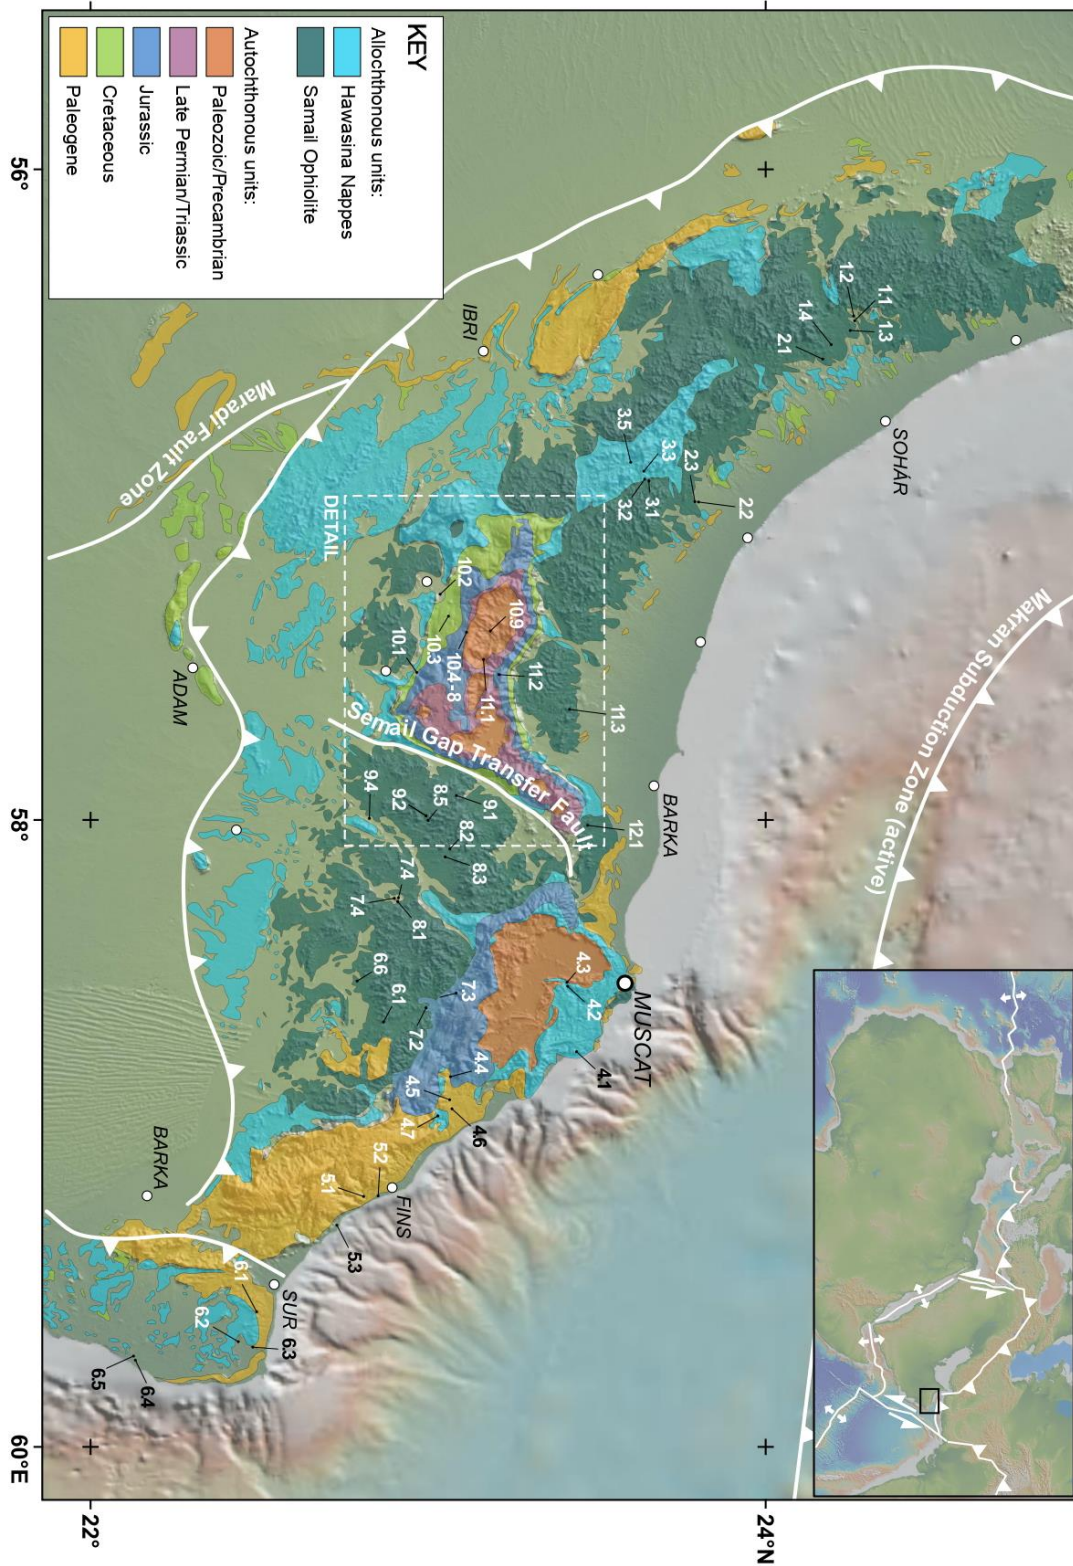 KEY
Allochthonous units:
Hawasina Nappes
Samail Ophiolite
Autochthonous units:
Paleozoic/Precambrian
Late Permian/Triassic
Jurassic
Cretaceous
Paleogene
56°
58°
60°E
22°
24°N
Makran Subduction Zone (active)
Maradi Fault Zone
Semail Gap Transfer Fault
DETAIL
SOHÁR
IBRI
ADAM
BARKA
MUSCAT
FINS
SUR
BARKA
1.1
1.2
1.3
1.4
2.1
2.2
2.3
3.1
3.2
3.3
3.5
10.2
10.9
10.3
10.1
10.4 - 8
11.1
11.2
11.3
12.1
9.1
8.5
9.2
9.4
8.2
8.3
7.4
7.4
8.1
6.6
6.1
7.3
7.2
4.3
4.2
4.1
4.4
4.5
4.6
4.7
5.2
5.1
5.3
6.1
6.2
6.3
6.4
6.5